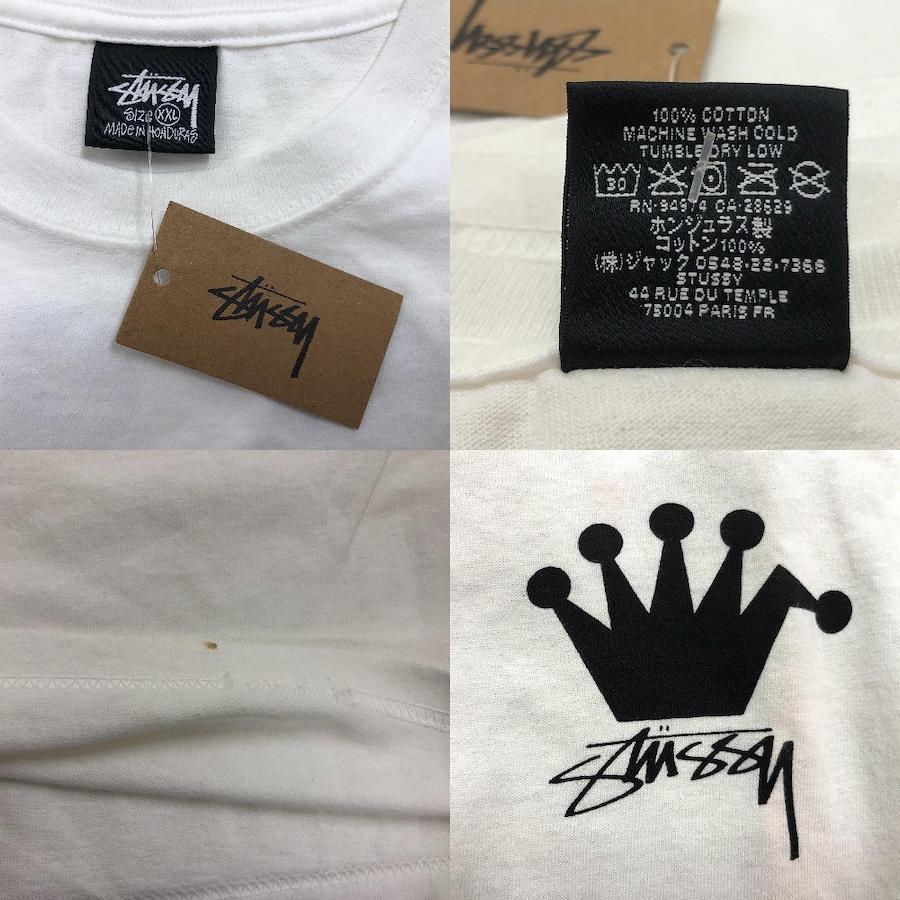 STÜSSY
SIZE XXL
MADE IN HONDURAS
STÜSSY
STÜSSY
100% COTTON
MACHINE WASH COLD
TUMBLE DRY LOW
30
RN-94974 CA-23529
ホンジュラス製
コットン100%
(株)ジャック 0548-22-7366
STUSSY
44 RUE DU TEMPLE
75004 PARIS FR
STÜSSY